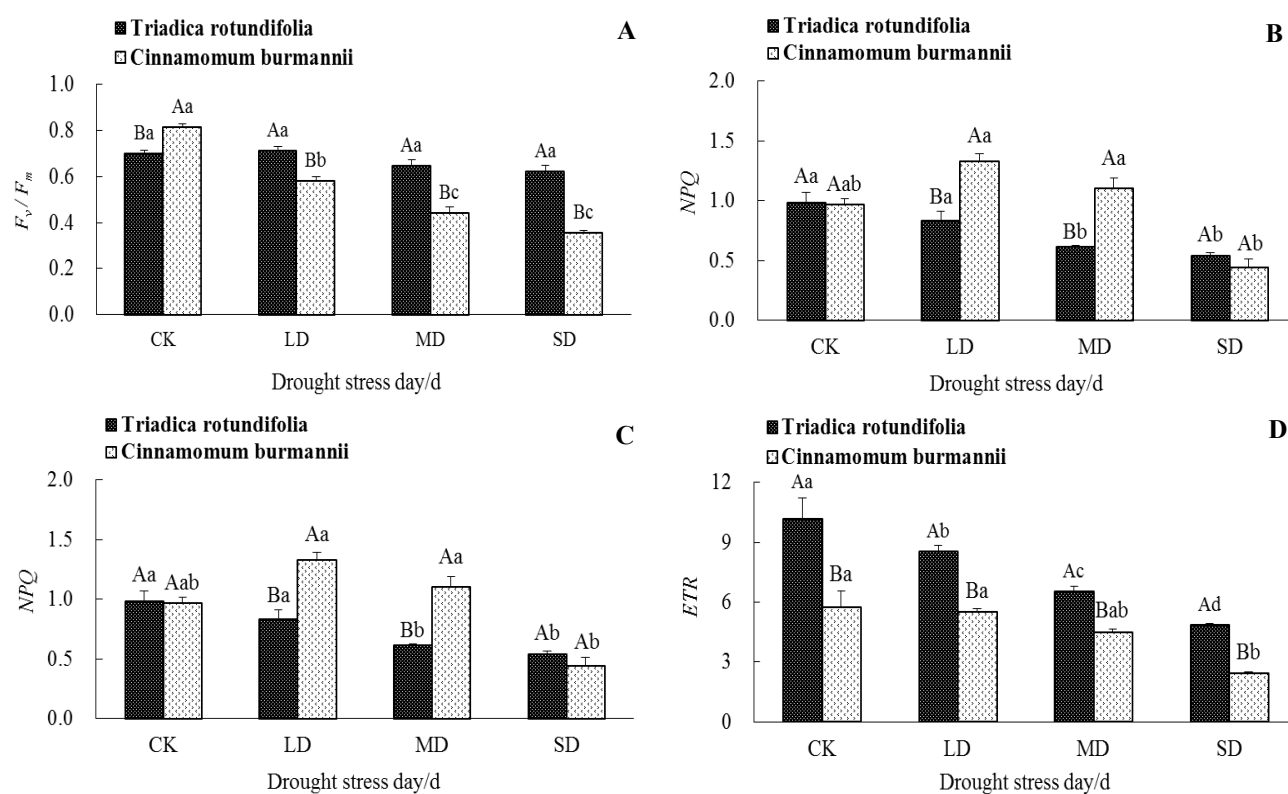 Triadica rotundifolia
Cinnamomum burmannii
A
1.0
0.8
0.6
0.4
0.2
0.0
Fv / Fm
Ba
Aa
Aa
Bb
Aa
Bc
Aa
Bc
CK
LD
MD
SD
Drought stress day/d
Triadica rotundifolia
Cinnamomum burmannii
B
2.0
1.5
1.0
0.5
0.0
NPQ
Aa
Aab
Ba
Aa
Bb
Aa
Ab
Ab
CK
LD
MD
SD
Drought stress day/d
Triadica rotundifolia
Cinnamomum burmannii
C
2.0
1.5
1.0
0.5
0.0
NPQ
Aa
Aab
Ba
Aa
Bb
Aa
Ab
Ab
CK
LD
MD
SD
Drought stress day/d
Triadica rotundifolia
Cinnamomum burmannii
D
12
9
6
3
0
ETR
Aa
Ba
Ab
Ba
Ac
Bab
Ad
Bb
CK
LD
MD
SD
Drought stress day/d